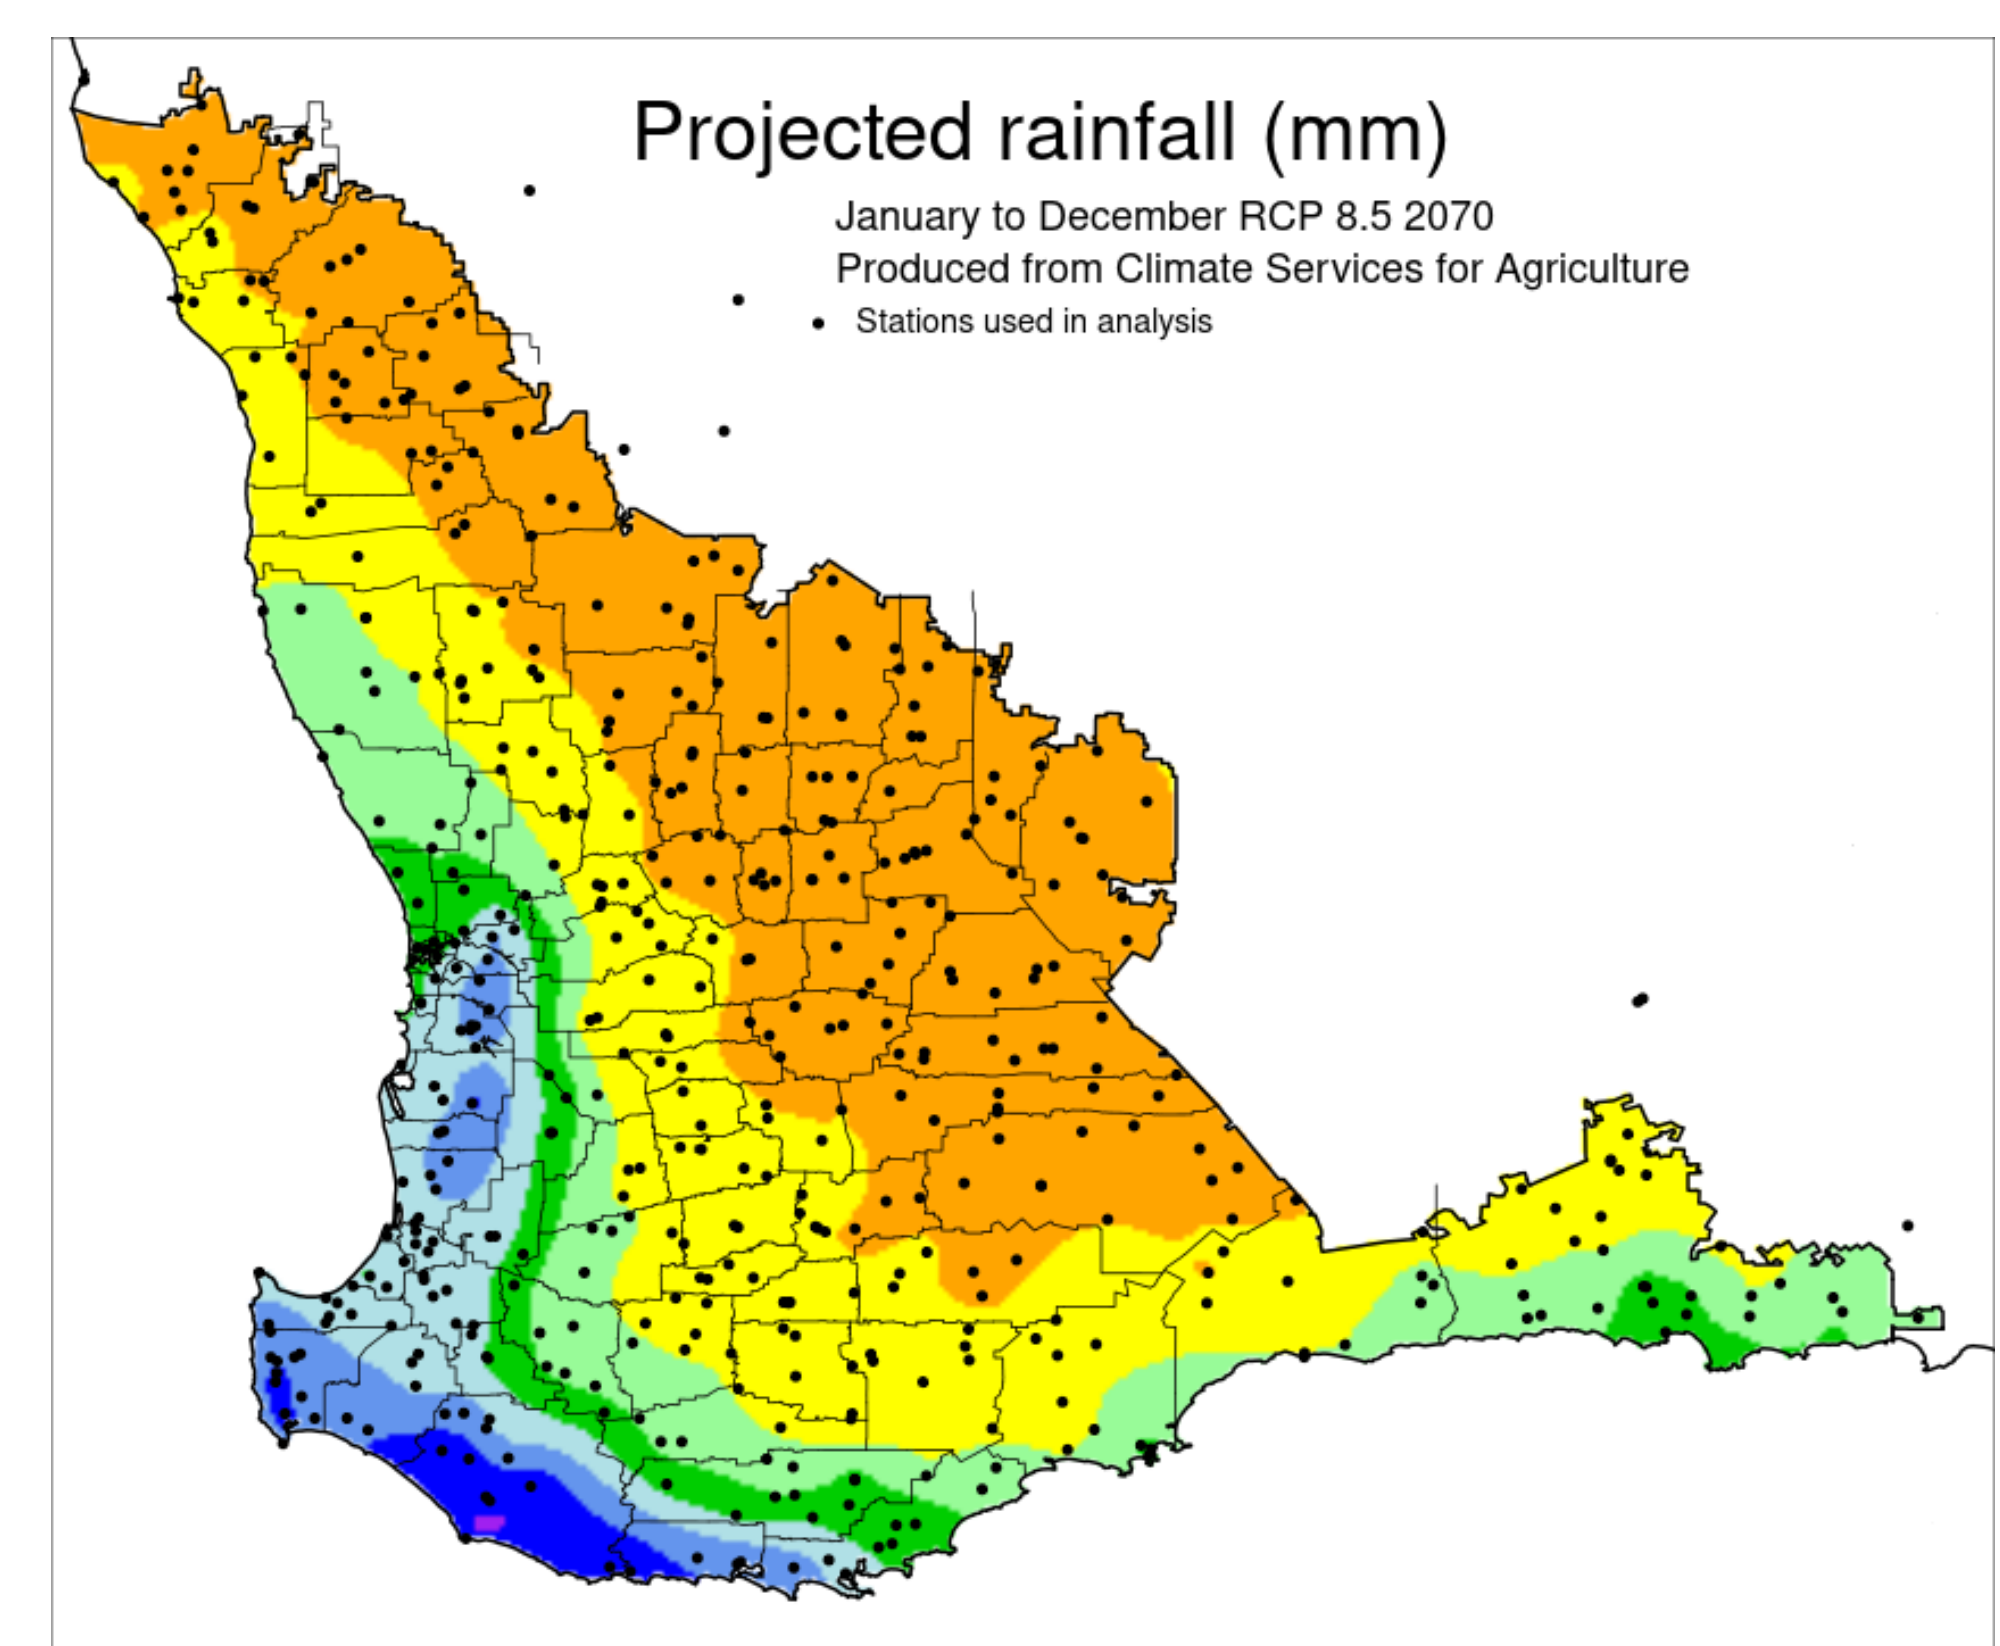 Projected rainfall (mm)
January to December RCP 8.5 2070
Produced from Climate Services for Agriculture
Stations used in analysis